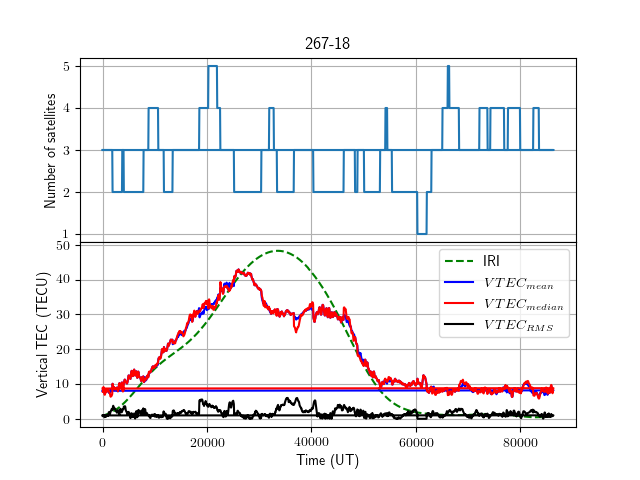 267-18
Number of satellites
5
4
3
2
1
Vertical TEC (TECU)
50
40
30
20
10
0
IRI
VTEC_mean
VTEC_median
VTEC_RMS
0 20000 40000 60000 80000
Time (UT)